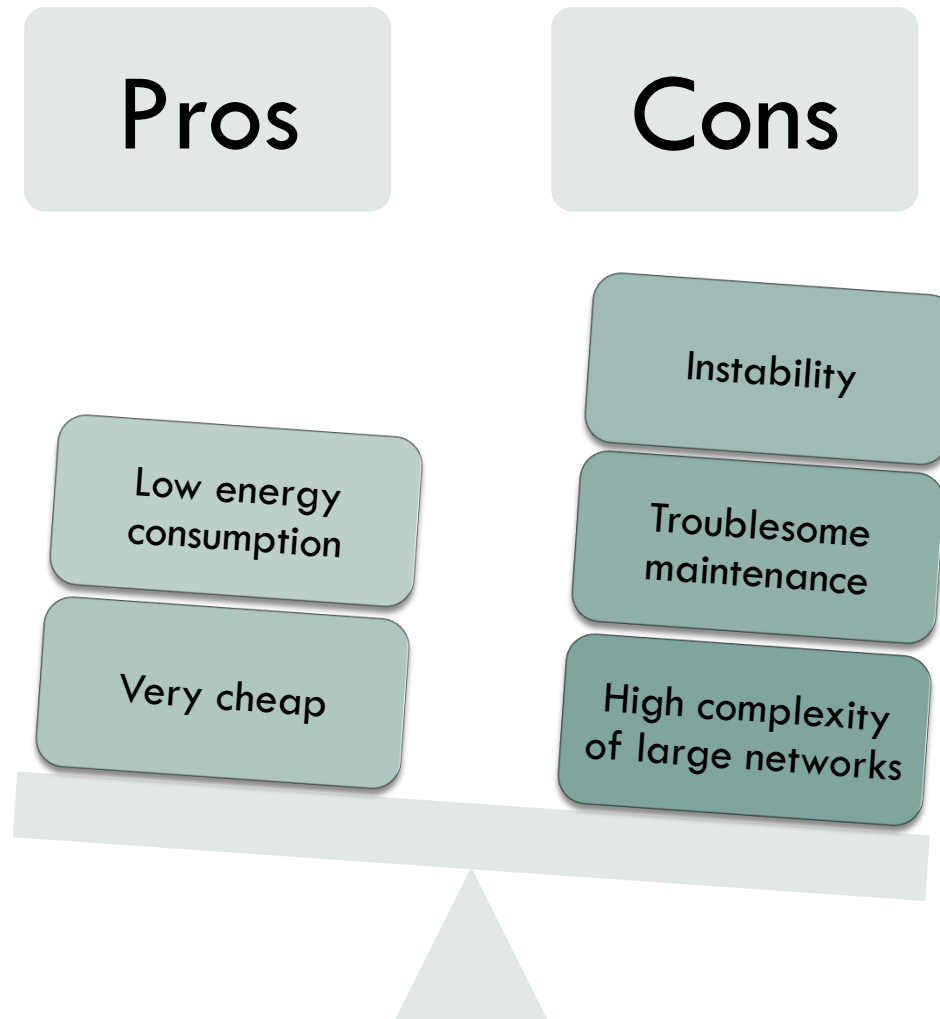 Pros
Cons
Low energy
consumption
Very cheap
Instability
Troublesome
maintenance
High complexity
of large networks